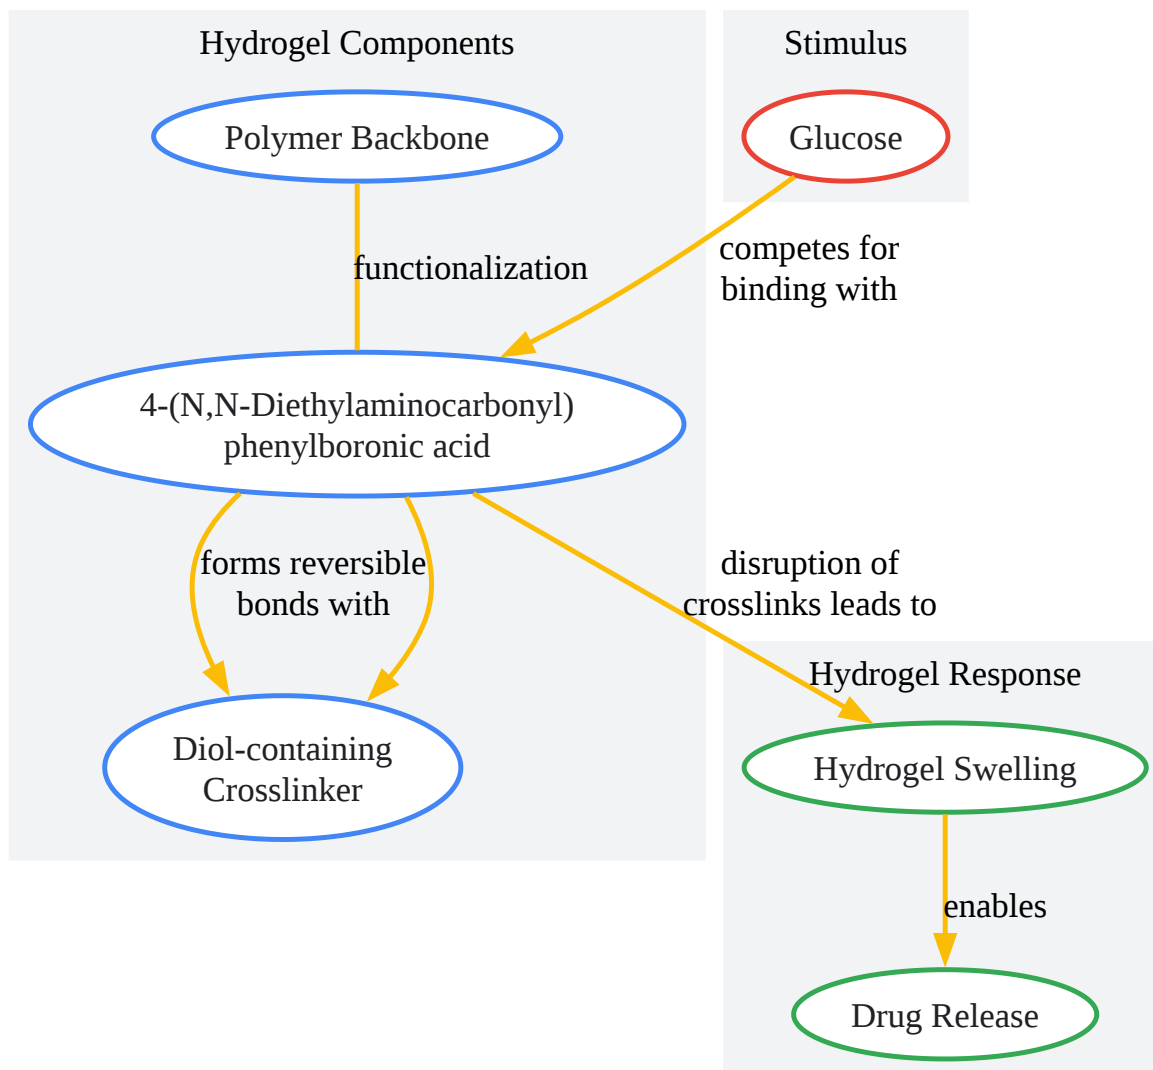 Hydrogel Components
Stimulus
Polymer Backbone
Glucose
functionalization
competes for
binding with
4-(N,N-Diethylaminocarbonyl)
phenylboronic acid
forms reversible
bonds with
disruption of
crosslinks leads to
Hydrogel Response
Diol-containing
Crosslinker
Hydrogel Swelling
enables
Drug Release